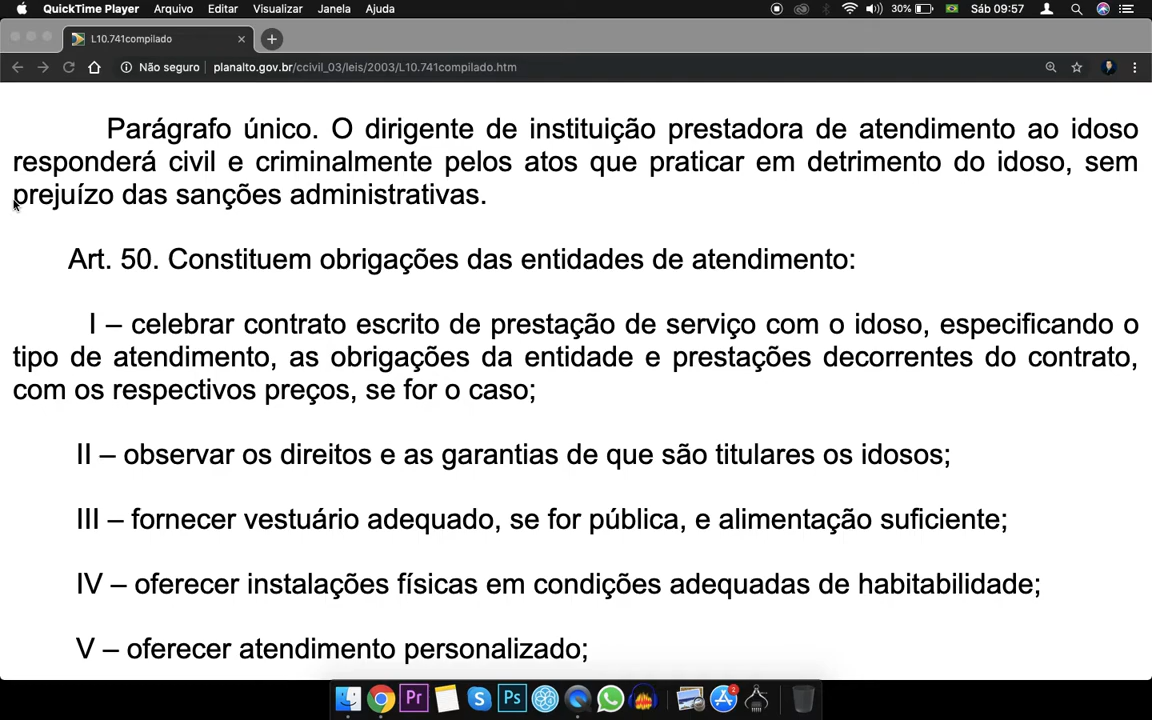 QuickTime Player Arquivo Editar Visualizar Janela Ajuda 30% Sáb 09:57
L10.741compilado
Não seguro planalto.gov.br/ccivil_03/leis/2003/L10.741compilado.htm
Parágrafo único. O dirigente de instituição prestadora de atendimento ao idoso
responderá civil e criminalmente pelos atos que praticar em detrimento do idoso, sem
prejuízo das sanções administrativas.
Art. 50. Constituem obrigações das entidades de atendimento:
I – celebrar contrato escrito de prestação de serviço com o idoso, especificando o
tipo de atendimento, as obrigações da entidade e prestações decorrentes do contrato,
com os respectivos preços, se for o caso;
II – observar os direitos e as garantias de que são titulares os idosos;
III – fornecer vestuário adequado, se for pública, e alimentação suficiente;
IV – oferecer instalações físicas em condições adequadas de habitabilidade;
V – oferecer atendimento personalizado;
Pr Ps 2